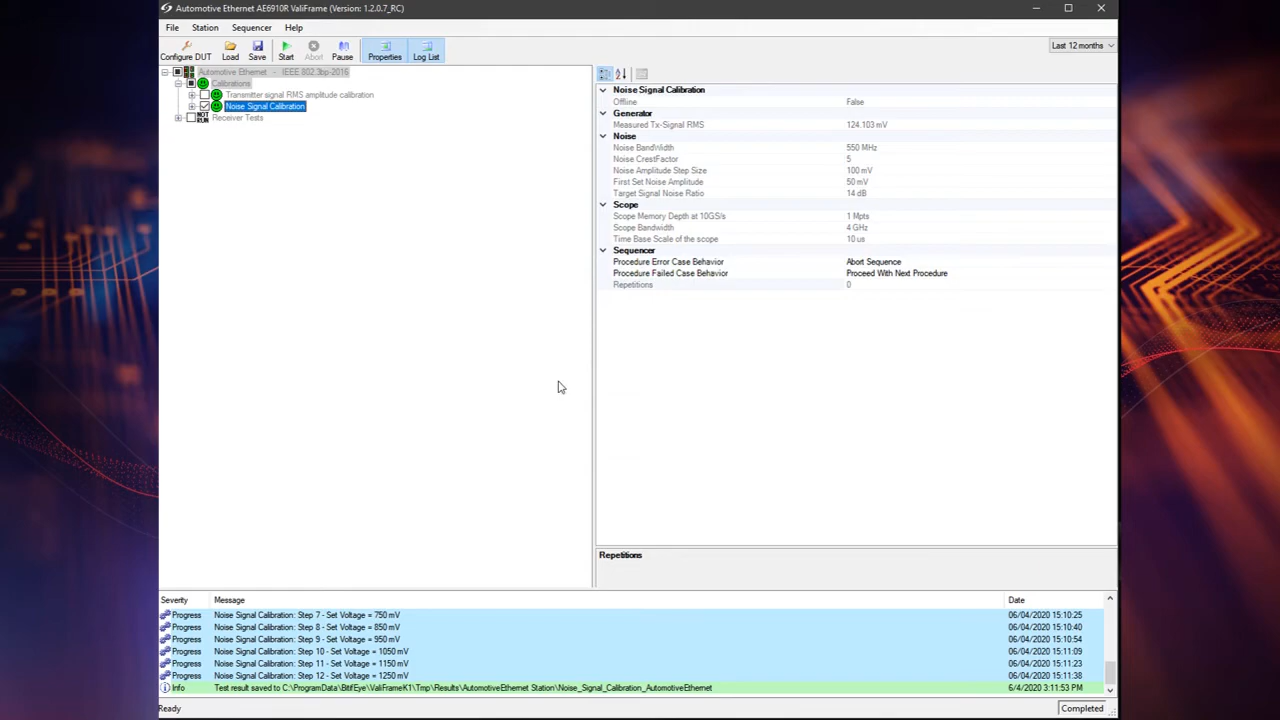 Automotive Ethernet AE6910R ValiFrame (Version: 1.2.0.7_RC)
File Station Sequencer Help
Configure DUT Load Save Start Abort Pause Properties Log List Last 12 months
Automotive Ethernet - IEEE 802.3bp-2016
Calibrations
Transmitter signal RMS amplitude calibration
Noise Signal Calibration
NOT RUN Receiver Tests
Noise Signal Calibration
Offline False
Generator
Measured Tx-Signal RMS 124.103 mV
Noise
Noise BandWidth 550 MHz
Noise CrestFactor 5
Noise Amplitude Step Size 100 mV
First Set Noise Amplitude 50 mV
Target Signal Noise Ratio 14 dB
Scope
Scope Memory Depth at 10GS/s 1 Mpts
Scope Bandwidth 4 GHz
Time Base Scale of the scope 10 us
Sequencer
Procedure Error Case Behavior Abort Sequence
Procedure Failed Case Behavior Proceed With Next Procedure
Repetitions 0
Repetitions
Severity Message Date
Progress Noise Signal Calibration: Step 7 - Set Voltage = 750 mV 06/04/2020 15:10:25
Progress Noise Signal Calibration: Step 8 - Set Voltage = 850 mV 06/04/2020 15:10:40
Progress Noise Signal Calibration: Step 9 - Set Voltage = 950 mV 06/04/2020 15:10:54
Progress Noise Signal Calibration: Step 10 - Set Voltage = 1050 mV 06/04/2020 15:11:09
Progress Noise Signal Calibration: Step 11 - Set Voltage = 1150 mV 06/04/2020 15:11:23
Progress Noise Signal Calibration: Step 12 - Set Voltage = 1250 mV 06/04/2020 15:11:38
Info Test result saved to C:\ProgramData\BitifEye\ValiFrameK1\Tmp\Results\AutomotiveEthernet Station\Noise_Signal_Calibration_AutomotiveEthernet 6/4/2020 3:11:53 PM
Ready Completed